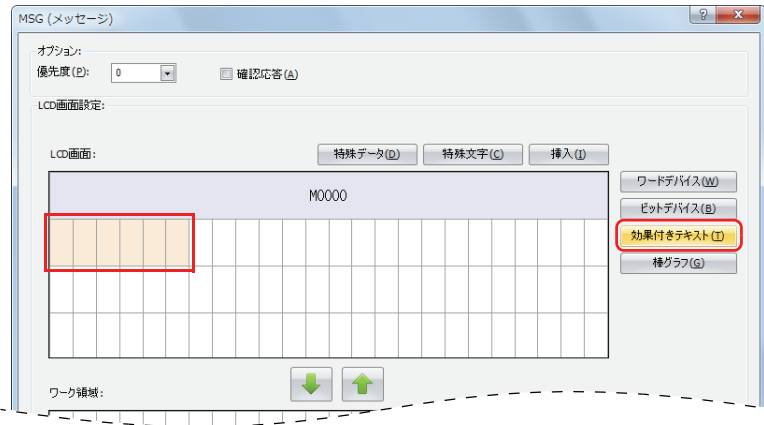 MSG (メッセージ)
オプション:
優先度(P): 0 確認応答(A)
LCD画面設定:
LCD画面: 特殊データ(D) 特殊文字(C) 挿入(I)
M0000
ワードデバイス(W)
ビットデバイス(B)
効果付きテキスト(T)
棒グラフ(G)
ワーク領域: